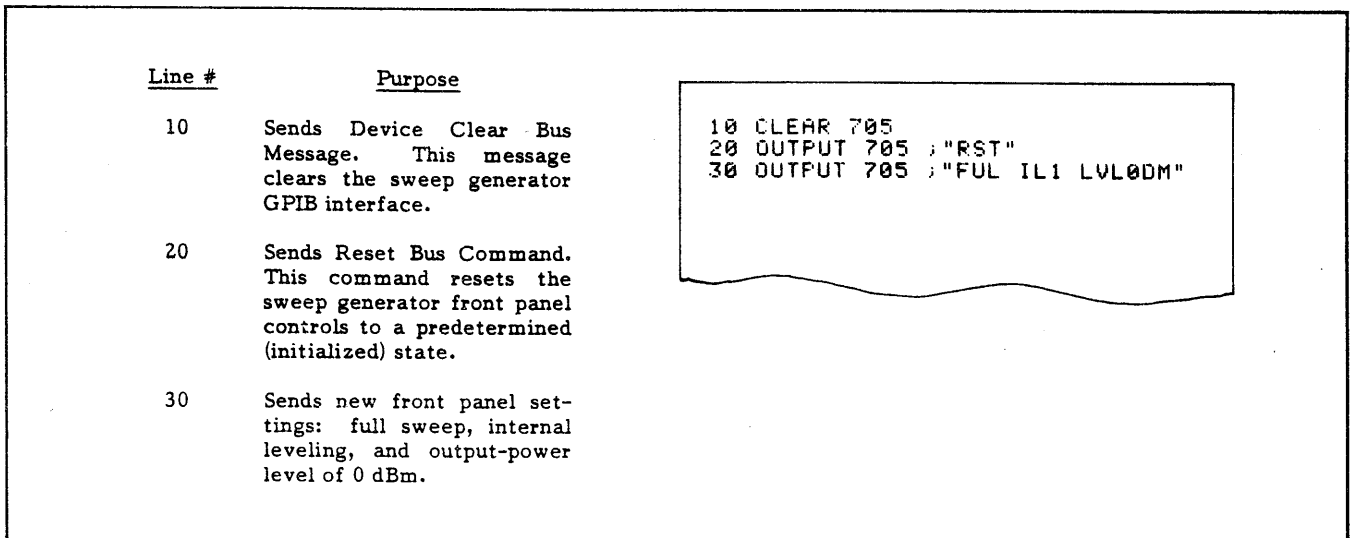 Line # Purpose
10 Sends Device Clear Bus
Message. This message
clears the sweep generator
GPIB interface.
20 Sends Reset Bus Command.
This command resets the
sweep generator front panel
controls to a predetermined
(initialized) state.
30 Sends new front panel set-
tings: full sweep, internal
leveling, and output-power
level of 0 dBm.
10 CLEAR 705
20 OUTPUT 705 ;"RST"
30 OUTPUT 705 ;"FUL IL1 LVL0DM"